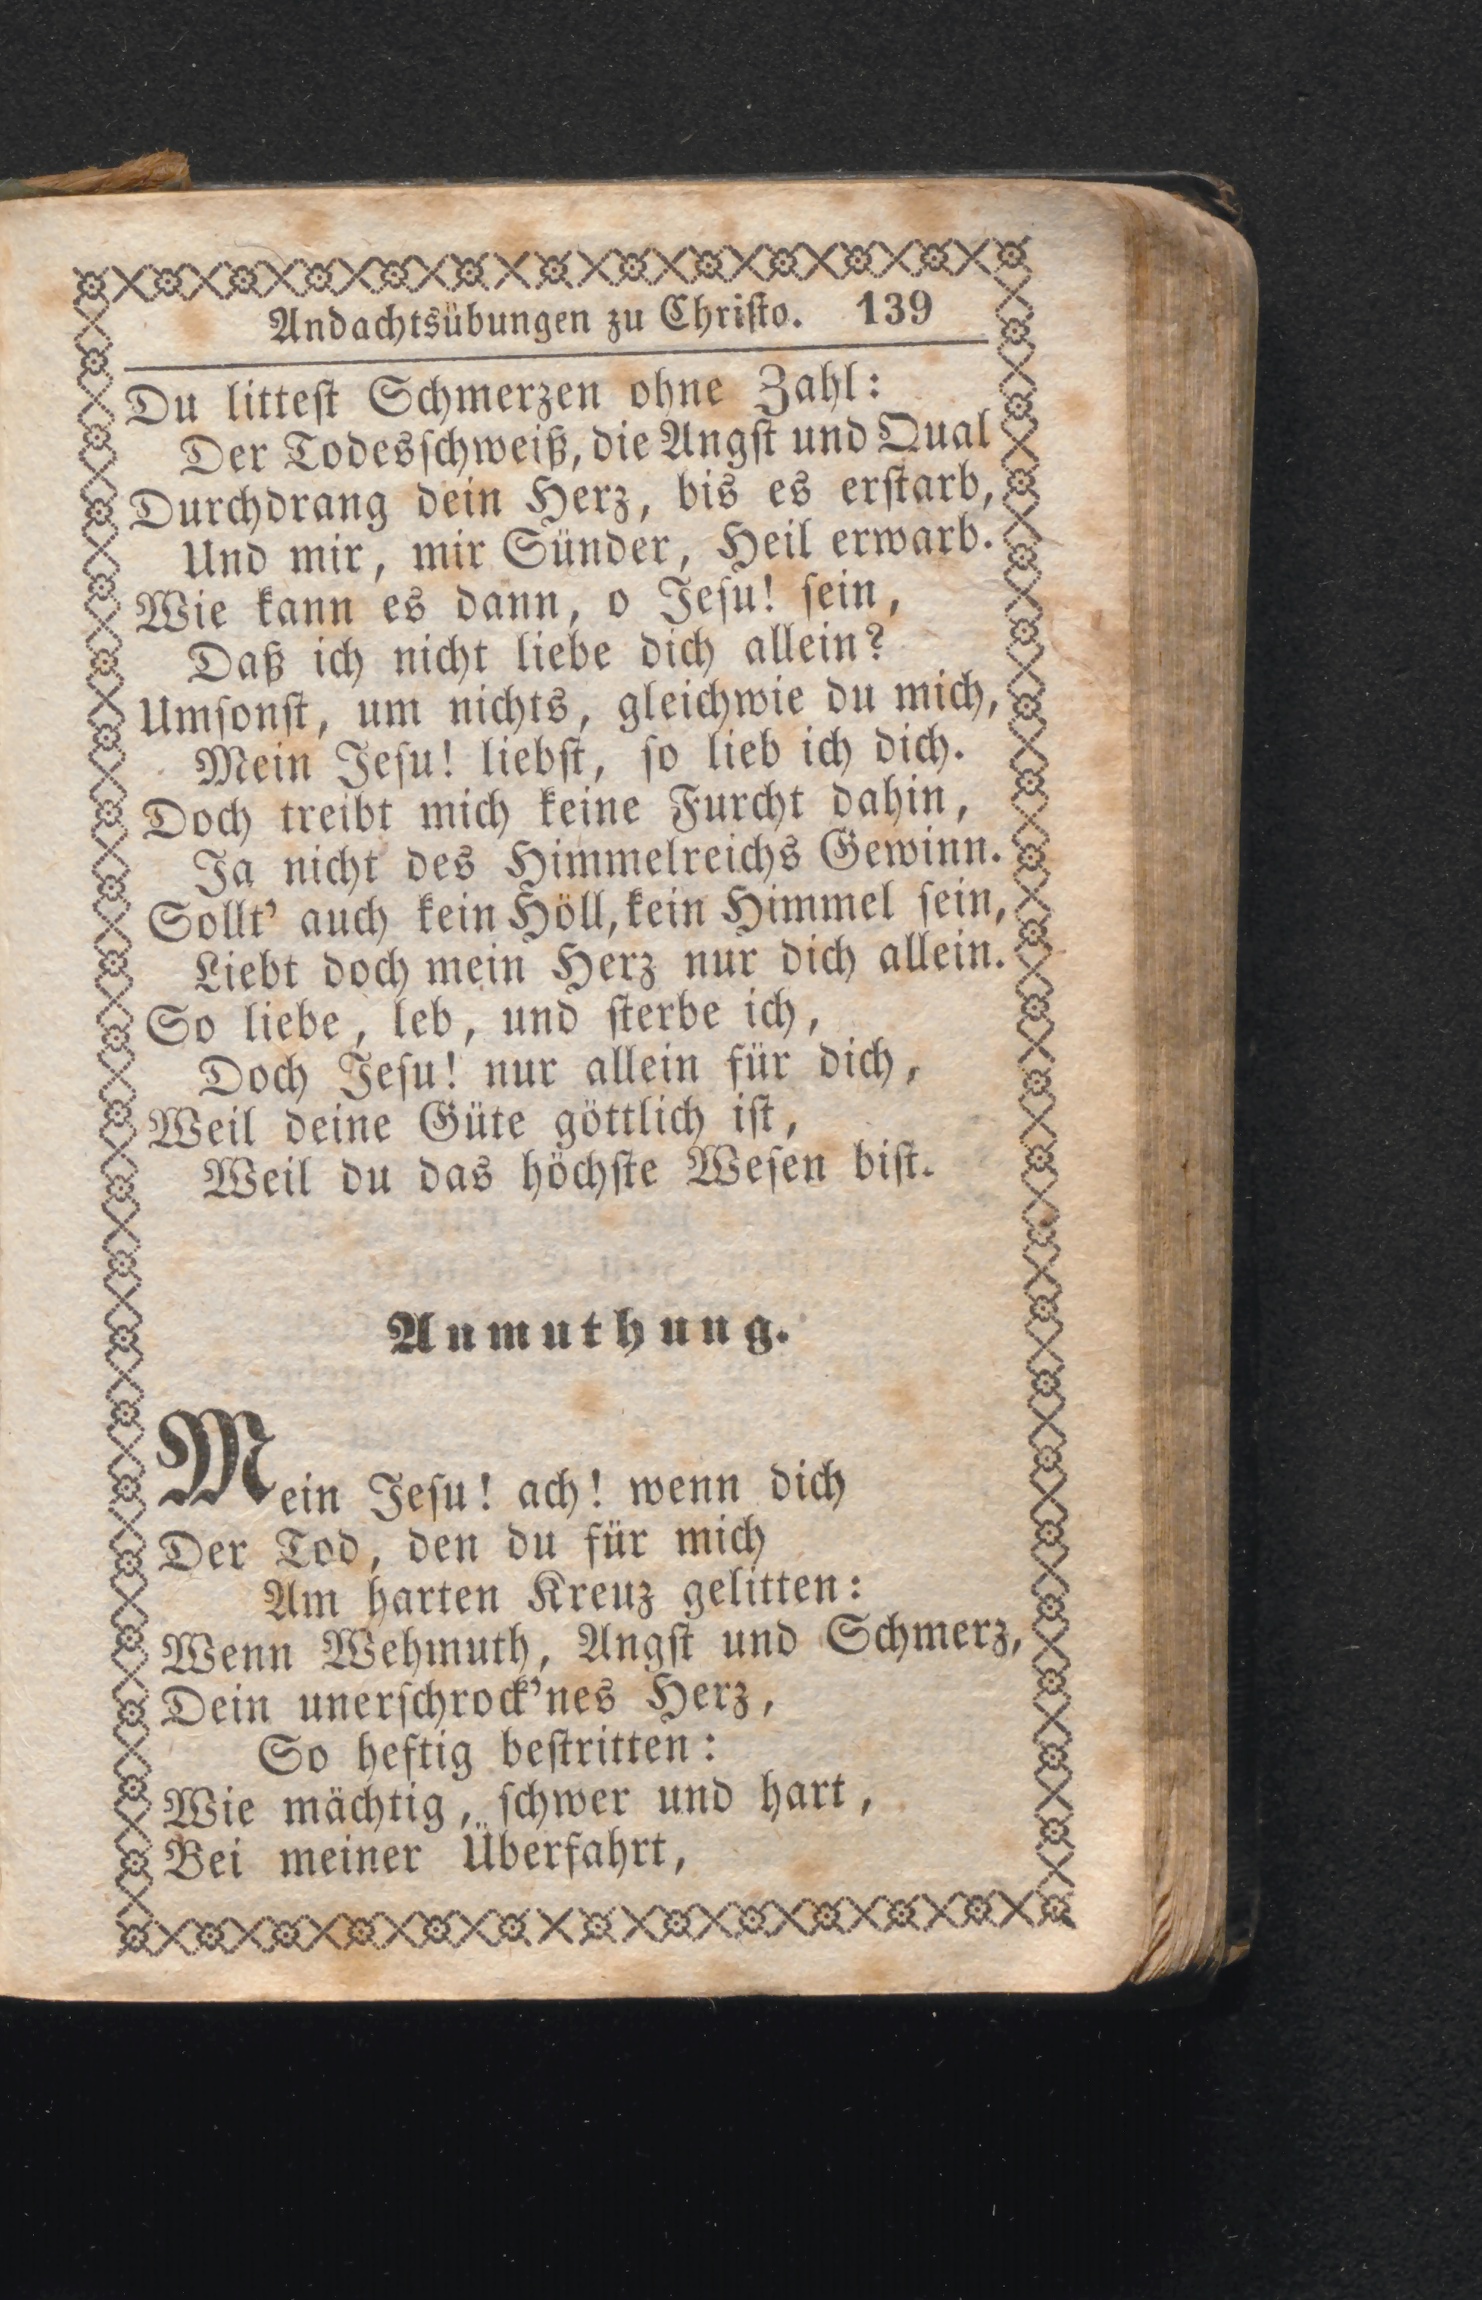 Andachtsübungen zu Chriſto. 139
Du litteſt Schmerzen ohne Zahl:
Der Todesſchweiß, die Angſt und Qual
Durchdrang dein Herz, bis es erſtarb,
Und mir, mir Sünder, Heil erwarb.
Wie kann es dann, o Jeſu! ſein,
Daß ich nicht liebe dich allein?
Umſonſt, um nichts, gleichwie du mich,
Mein Jeſu! liebſt, ſo lieb ich dich.
Doch treibt mich keine Furcht dahin,
Ja nicht des Himmelreichs Gewinn.
Sollt' auch kein Höll, kein Himmel ſein,
Liebt doch mein Herz nur dich allein.
So liebe, leb, und ſterbe ich,
Doch Jeſu! nur allein für dich,
Weil deine Güte göttlich iſt,
Weil du das höchſte Weſen biſt.
Anmuthung.
Mein Jeſu! ach! wenn dich
Der Tod, den du für mich
Am harten Kreuz gelitten:
Wenn Wehmuth, Angſt und Schmerz,
Dein unerſchrock'nes Herz,
So heftig beſtritten:
Wie mächtig, ſchwer und hart,
Bei meiner Überfahrt,